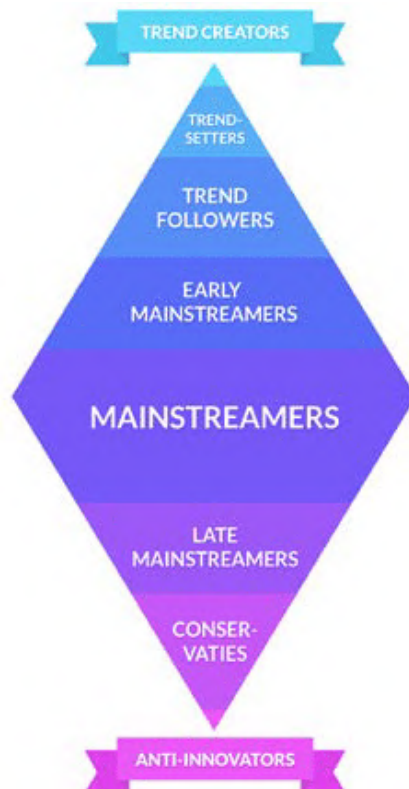 TREND CREATORS
TREND-
SETTERS
TREND
FOLLOWERS
EARLY
MAINSTREAMERS
MAINSTREAMERS
LATE
MAINSTREAMERS
CONSER-
VATIES
ANTI-INNOVATORS